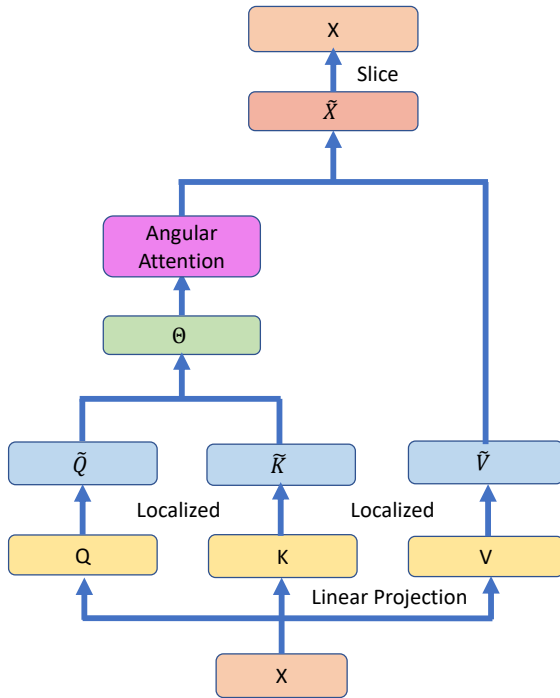 X
Slice
X̃
Angular
Attention
Θ
Q̃
K̃
Ṽ
Localized
Localized
Q
K
V
Linear Projection
X